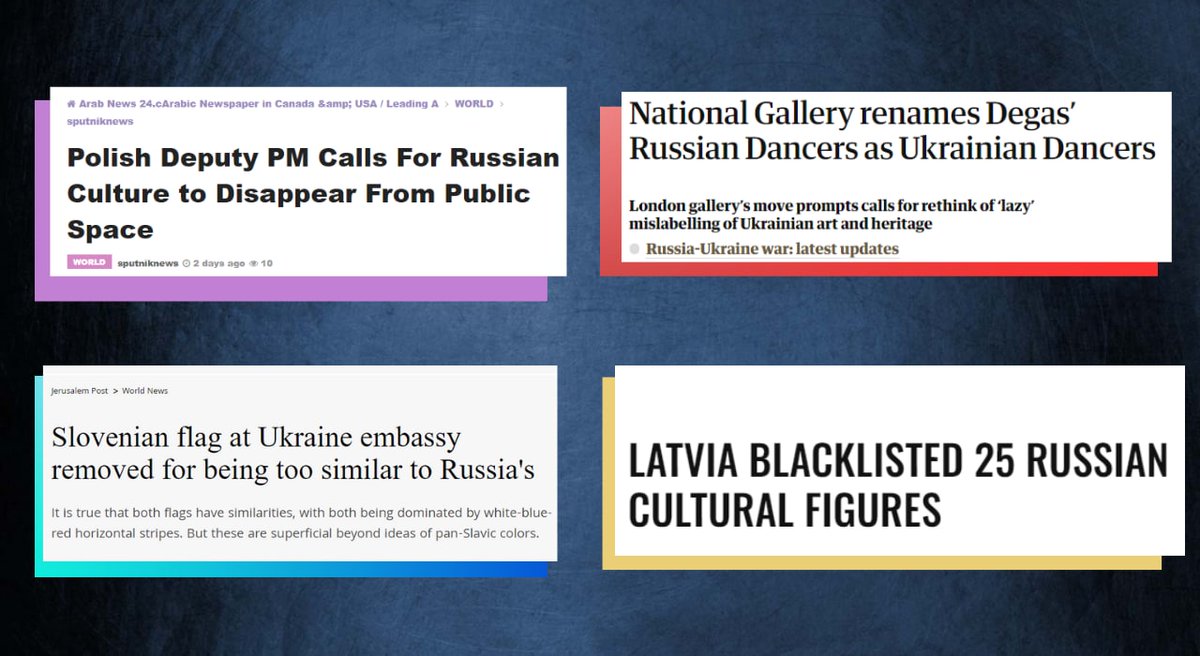 Arab News 24.cArabic Newspaper in Canada &amp; USA / Leading A > WORLD >
sputniknews
Polish Deputy PM Calls For Russian
Culture to Disappear From Public
Space
WORLD sputniknews 2 days ago 10
National Gallery renames Degas’
Russian Dancers as Ukrainian Dancers
London gallery’s move prompts calls for rethink of ‘lazy’
mislabelling of Ukrainian art and heritage
Russia-Ukraine war: latest updates
Jerusalem Post > World News
Slovenian flag at Ukraine embassy
removed for being too similar to Russia's
It is true that both flags have similarities, with both being dominated by white-blue-
red horizontal stripes. But these are superficial beyond ideas of pan-Slavic colors.
LATVIA BLACKLISTED 25 RUSSIAN
CULTURAL FIGURES